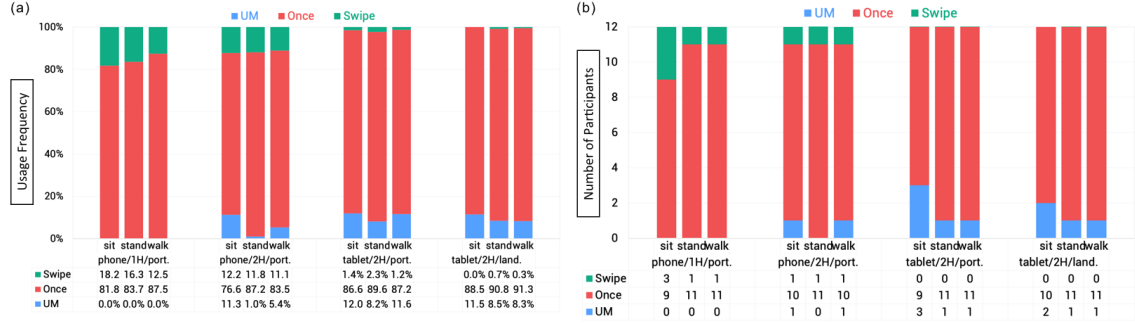 (a)
UM Once Swipe
100%
80%
60%
40%
20%
0%
Usage Frequency
sit stand walk sit stand walk sit stand walk sit stand walk
phone/1H/port. phone/2H/port. tablet/2H/port. tablet/2H/land.
Swipe 18.2 16.3 12.5 12.2 11.8 11.1 1.4% 2.3% 1.2% 0.0% 0.7% 0.3%
Once 81.8 83.7 87.5 76.6 87.2 83.5 86.6 89.6 87.2 88.5 90.8 91.3
UM 0.0% 0.0% 0.0% 11.3 1.0% 5.4% 12.0 8.2% 11.6 11.5 8.5% 8.3%
(b)
UM Once Swipe
12
10
8
6
4
2
0
Number of Participants
sit stand walk sit stand walk sit stand walk sit stand walk
phone/1H/port. phone/2H/port. tablet/2H/port. tablet/2H/land.
Swipe 3 1 1 1 1 1 0 0 0 0 0 0
Once 9 11 11 10 11 10 9 11 11 10 11 11
UM 0 0 0 1 0 1 3 1 1 2 1 1